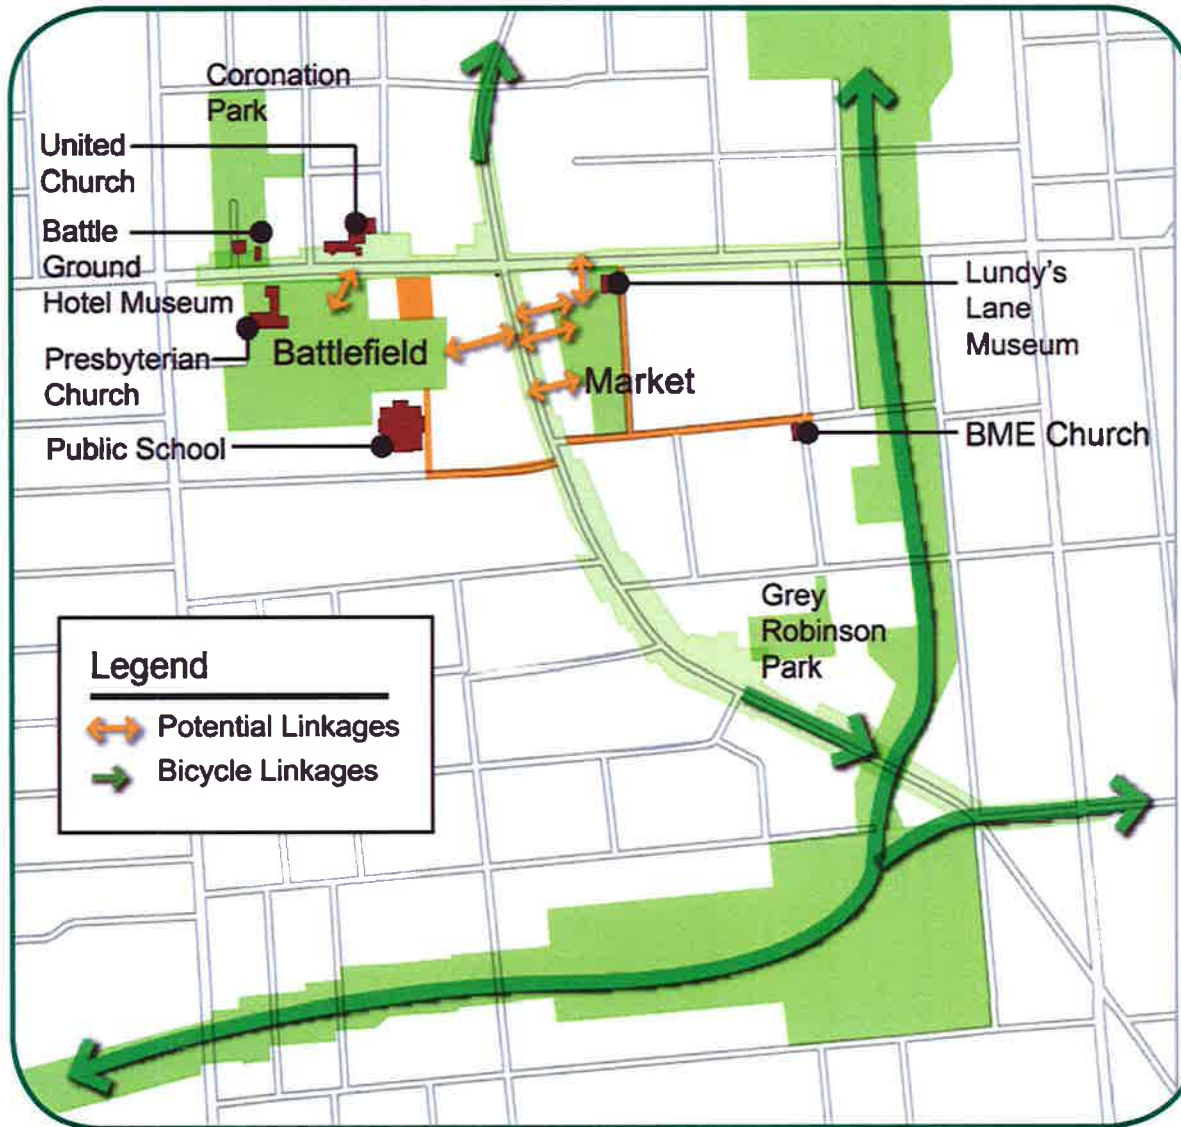 Coronation
Park
United
Church
Battle
Ground
Hotel Museum
Presbyterian
Church
Public School
Battlefield
Market
Lundy's
Lane
Museum
BME Church
Grey
Robinson
Park
Legend
Potential Linkages
Bicycle Linkages